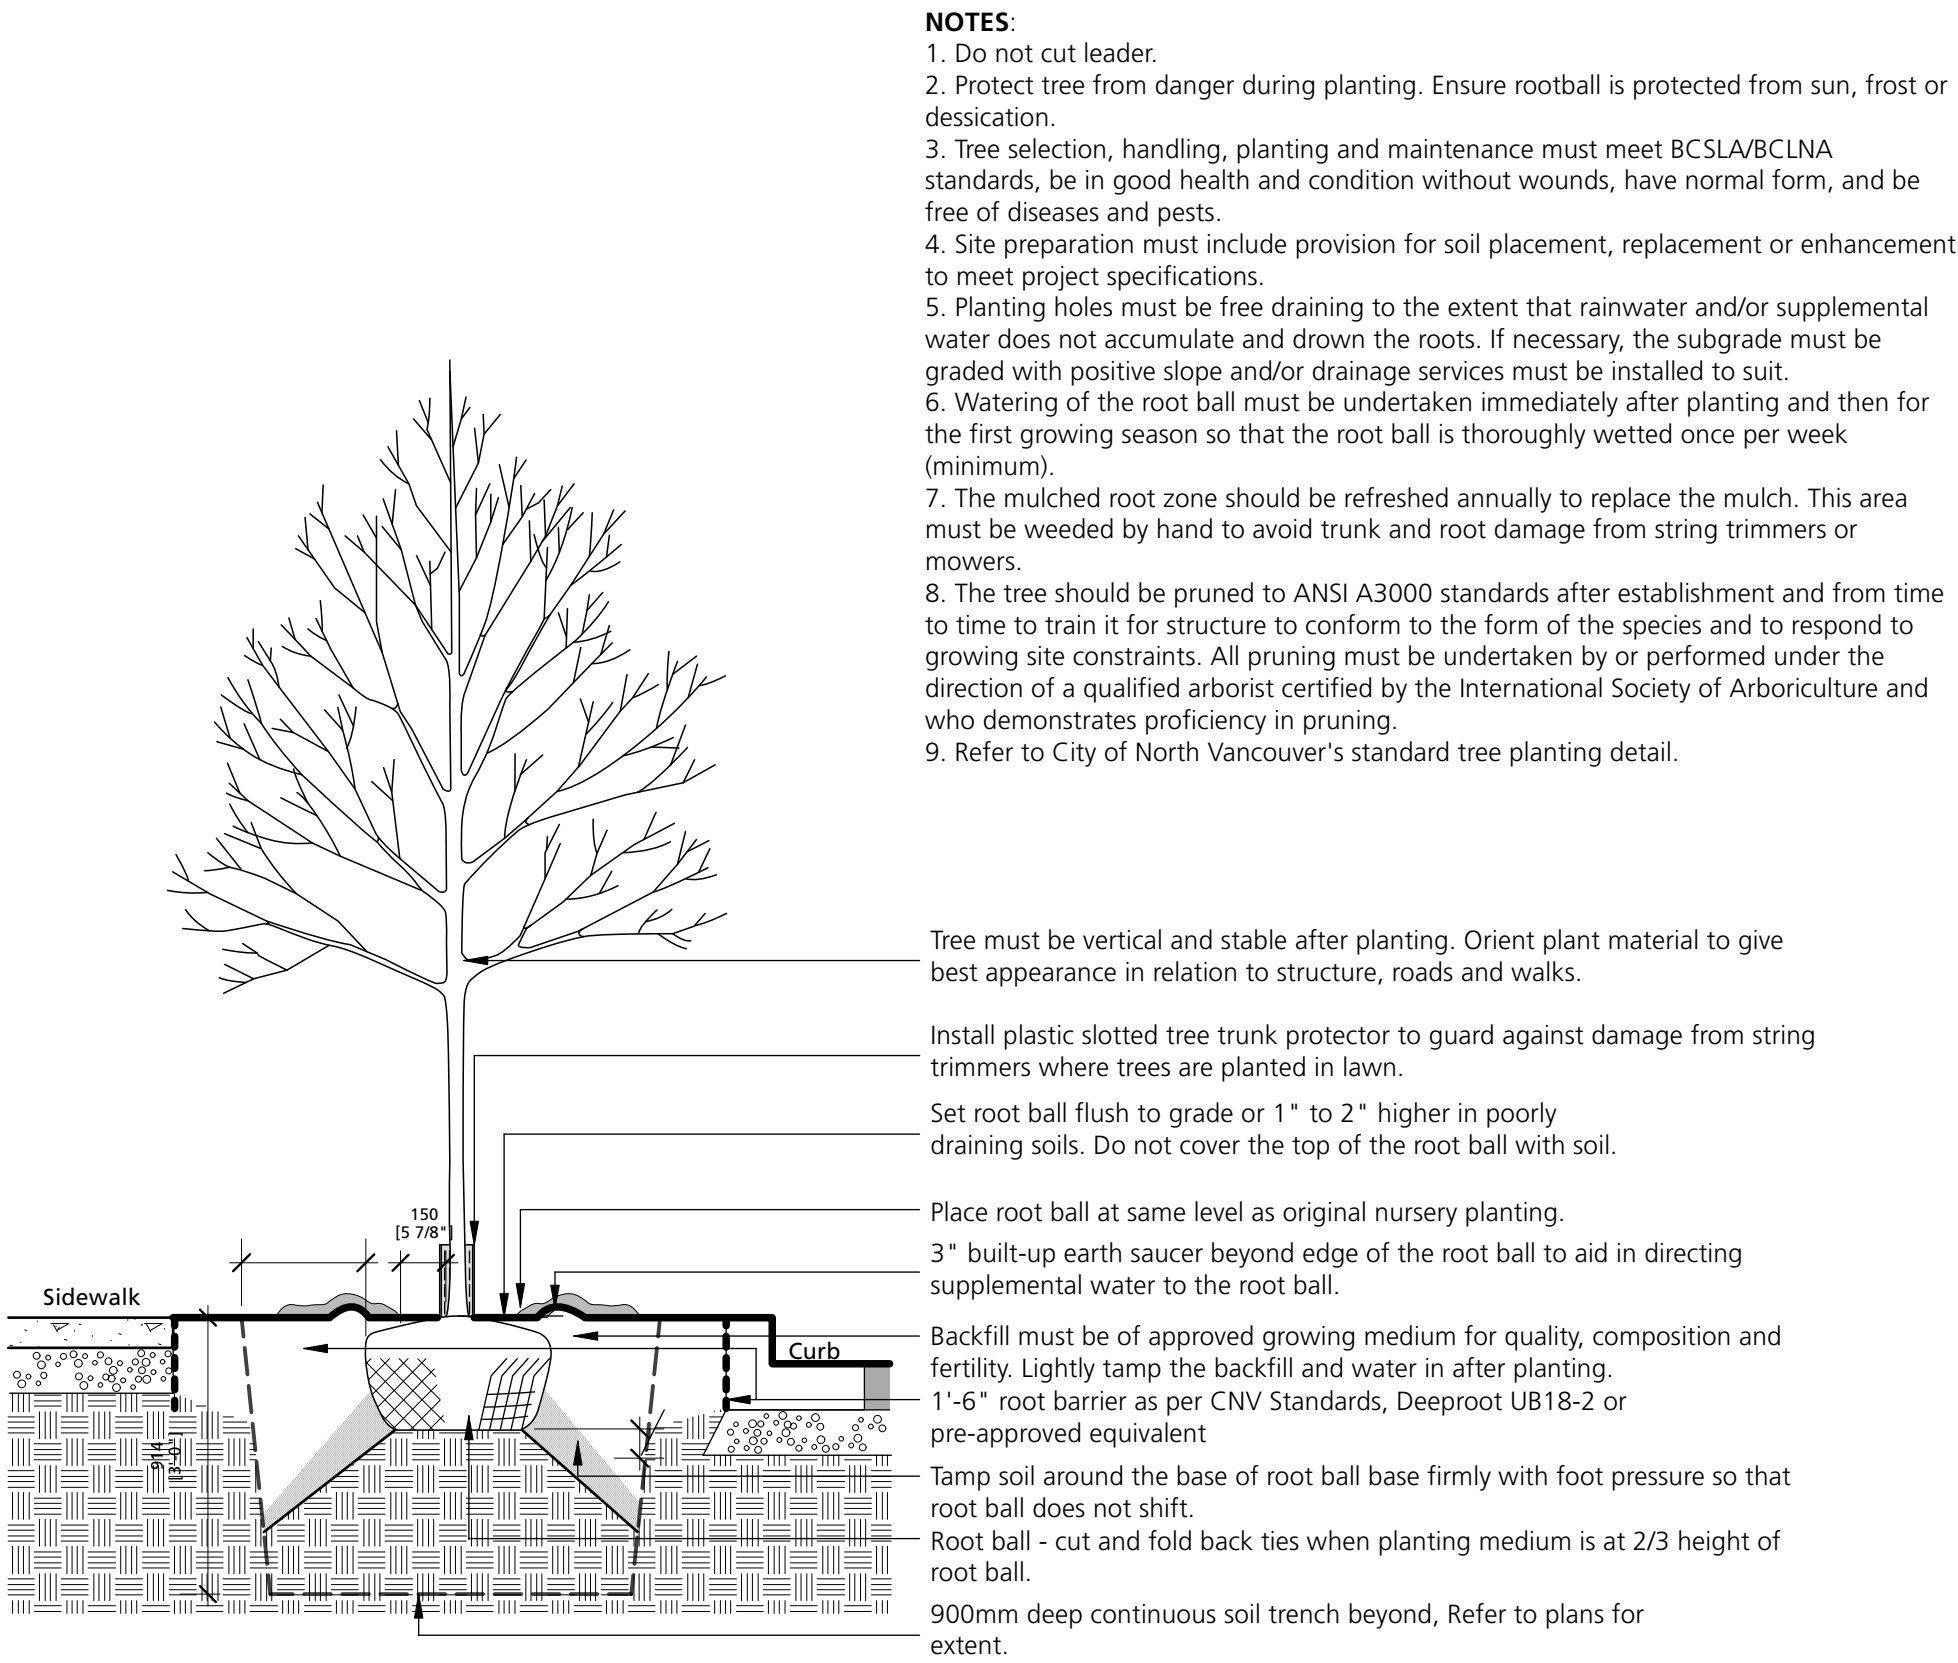 NOTES:
1. Do not cut leader.
2. Protect tree from danger during planting. Ensure rootball is protected from sun, frost or
dessication.
3. Tree selection, handling, planting and maintenance must meet BCSLA/BCLNA
standards, be in good health and condition without wounds, have normal form, and be
free of diseases and pests.
4. Site preparation must include provision for soil placement, replacement or enhancement
to meet project specifications.
5. Planting holes must be free draining to the extent that rainwater and/or supplemental
water does not accumulate and drown the roots. If necessary, the subgrade must be
graded with positive slope and/or drainage services must be installed to suit.
6. Watering of the root ball must be undertaken immediately after planting and then for
the first growing season so that the root ball is thoroughly wetted once per week
(minimum).
7. The mulched root zone should be refreshed annually to replace the mulch. This area
must be weeded by hand to avoid trunk and root damage from string trimmers or
mowers.
8. The tree should be pruned to ANSI A3000 standards after establishment and from time
to time to train it for structure to conform to the form of the species and to respond to
growing site constraints. All pruning must be undertaken by or performed under the
direction of a qualified arborist certified by the International Society of Arboriculture and
who demonstrates proficiency in pruning.
9. Refer to City of North Vancouver's standard tree planting detail.
Tree must be vertical and stable after planting. Orient plant material to give
best appearance in relation to structure, roads and walks.
Install plastic slotted tree trunk protector to guard against damage from string
trimmers where trees are planted in lawn.
Set root ball flush to grade or 1" to 2" higher in poorly
draining soils. Do not cover the top of the root ball with soil.
Place root ball at same level as original nursery planting.
3" built-up earth saucer beyond edge of the root ball to aid in directing
supplemental water to the root ball.
Backfill must be of approved growing medium for quality, composition and
fertility. Lightly tamp the backfill and water in after planting.
1'-6" root barrier as per CNV Standards, Deeproot UB18-2 or
pre-approved equivalent
Tamp soil around the base of root ball base firmly with foot pressure so that
root ball does not shift.
Root ball - cut and fold back ties when planting medium is at 2/3 height of
root ball.
900mm deep continuous soil trench beyond, Refer to plans for
extent.
150
[5 7/8"]
Sidewalk
Curb
914
[3'-0"]